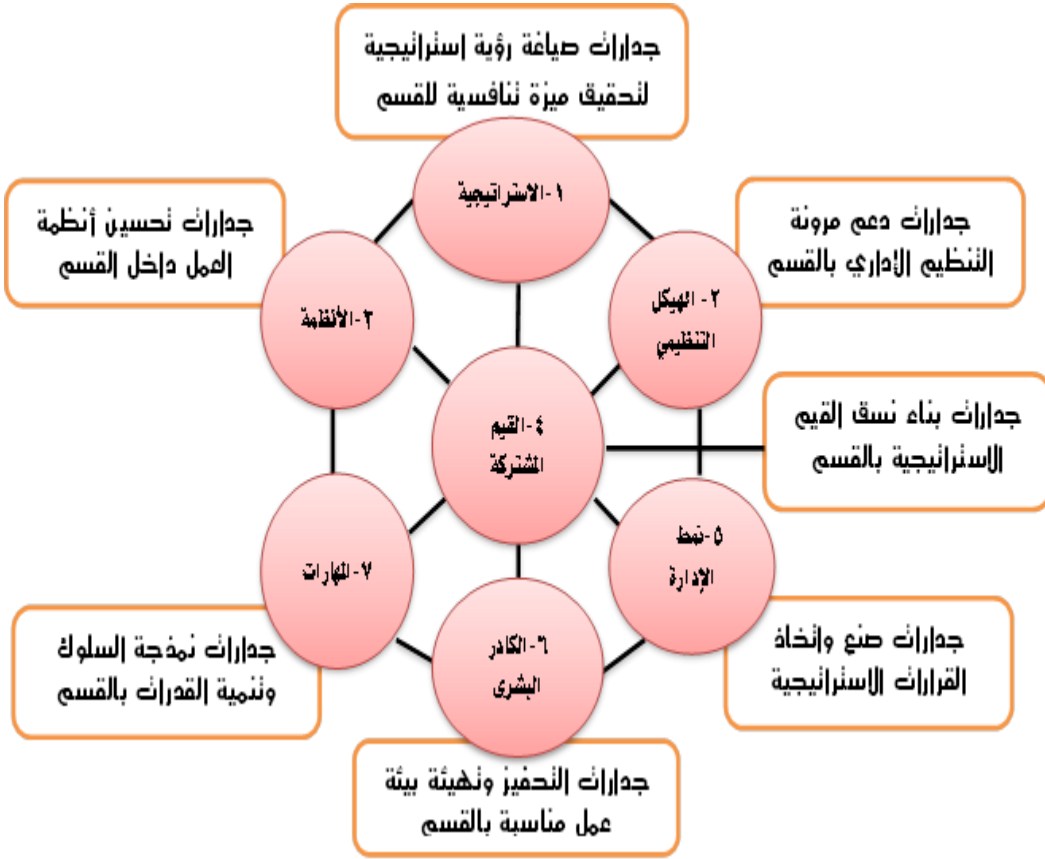 جدارات صياغة رؤية استراتيجية
لتحقيق ميزة تنافسية للقسم
١-الاستراتيجية
جدارات دعم مرونة
التنظيم الإداري بالقسم
٢- الهيكل
التنظيمي
جدارات تحسين أنظمة
العمل داخل القسم
٣-الأنظمة
جدارات بناء نسق القيم
الاستراتيجية بالقسم
٤-القيم
المشتركة
٥-نمط
الإدارة
جدارات صنع واتخاذ
القرارات الاستراتيجية
٦-الكادر
البشرى
جدارات التحفيز وتهيئة بيئة
عمل مناسبة بالقسم
٧-المهارات
جدارات نمذجة السلوك
وتنمية القدرات بالقسم